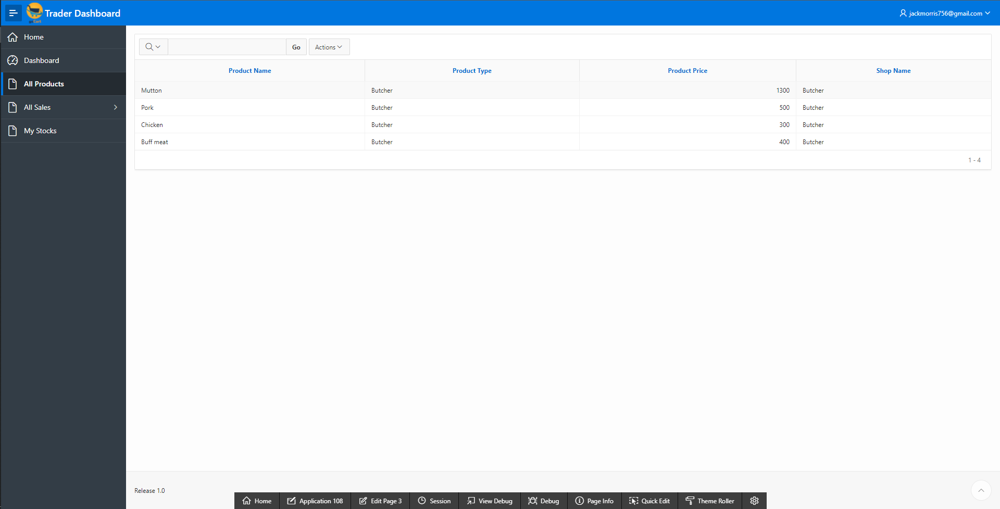 Trader Dashboard
jackmorris756@gmail.com
Home
Dashboard
All Products
All Sales
My Stocks
Go Actions
Product Name Product Type Product Price Shop Name
Mutton Butcher 1300 Butcher
Pork Butcher 500 Butcher
Chicken Butcher 300 Butcher
Buff meat Butcher 400 Butcher
1 - 4
Release 1.0
Home Application 108 Edit Page 3 Session View Debug Debug Page Info Quick Edit Theme Roller